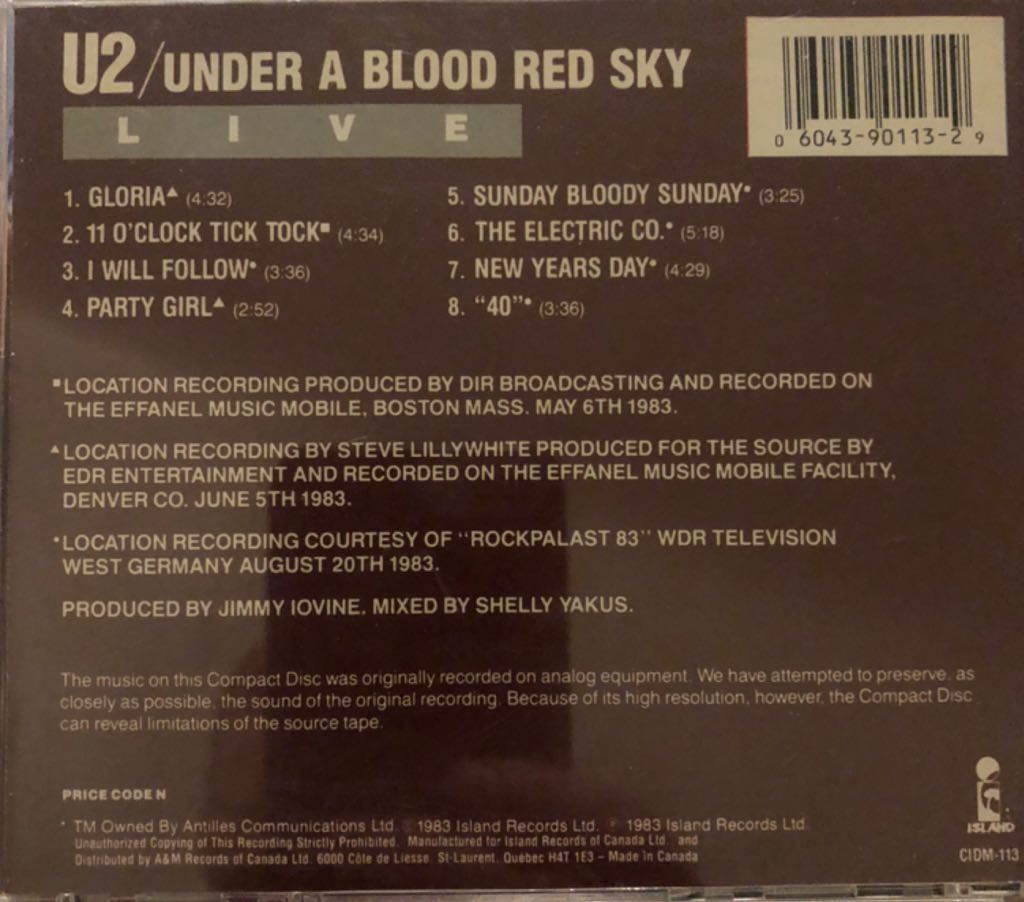 U2/UNDER A BLOOD RED SKY
LIVE
0 6043-90113-2 9
1. GLORIA▲ (4:32)
2. 11 O'CLOCK TICK TOCK■ (4:34)
3. I WILL FOLLOW• (3:36)
4. PARTY GIRL▲ (2:52)
5. SUNDAY BLOODY SUNDAY• (3:25)
6. THE ELECTRIC CO.• (5:18)
7. NEW YEARS DAY• (4:29)
8. "40"• (3:36)
■LOCATION RECORDING PRODUCED BY DIR BROADCASTING AND RECORDED ON
THE EFFANEL MUSIC MOBILE, BOSTON MASS. MAY 6TH 1983.
▲LOCATION RECORDING BY STEVE LILLYWHITE PRODUCED FOR THE SOURCE BY
EDR ENTERTAINMENT AND RECORDED ON THE EFFANEL MUSIC MOBILE FACILITY,
DENVER CO. JUNE 5TH 1983.
•LOCATION RECORDING COURTESY OF "ROCKPALAST 83" WDR TELEVISION
WEST GERMANY AUGUST 20TH 1983.
PRODUCED BY JIMMY IOVINE. MIXED BY SHELLY YAKUS.
The music on this Compact Disc was originally recorded on analog equipment. We have attempted to preserve, as
closely as possible, the sound of the original recording. Because of its high resolution, however, the Compact Disc
can reveal limitations of the source tape.
PRICE CODE N
* TM Owned By Antilles Communications Ltd. © 1983 Island Records Ltd. ℗ 1983 Island Records Ltd.
Unauthorized Copying of This Recording Strictly Prohibited. Manufactured for Island Records of Canada Ltd. and
Distributed by A&M Records of Canada Ltd. 6000 Côte de Liesse, St-Laurent, Québec H4T 1E3 – Made in Canada
ISLAND
CIDM-113